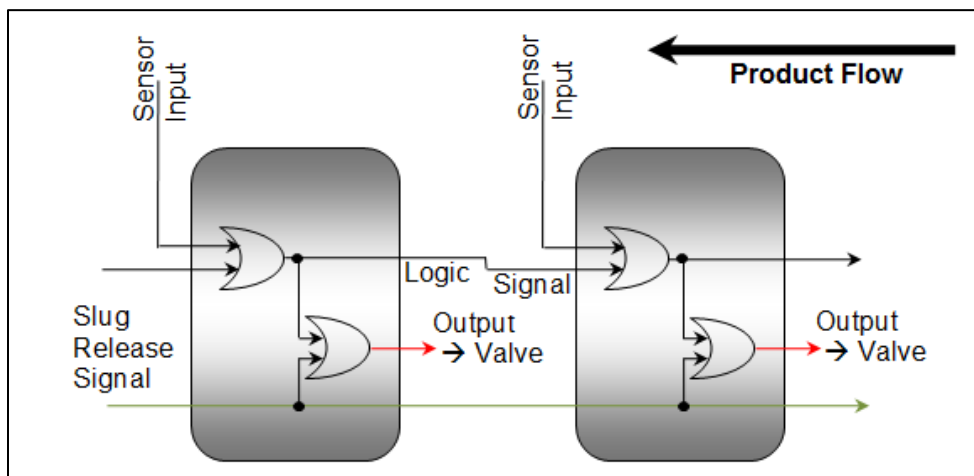 Sensor
Input
Sensor
Input
Product Flow
Logic
Signal
Slug
Release
Signal
Output
→ Valve
Output
→ Valve